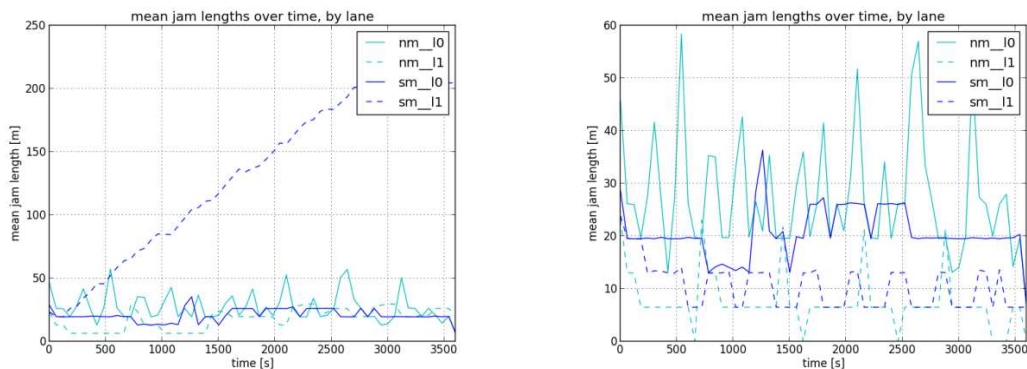 mean jam lengths over time, by lane
250
200
150
100
50
0
mean jam length [m]
0 500 1000 1500 2000 2500 3000 3500
time [s]
nm__l0
nm__l1
sm__l0
sm__l1
mean jam lengths over time, by lane
60
50
40
30
20
10
0
mean jam length [m]
0 500 1000 1500 2000 2500 3000 3500
time [s]
nm__l0
nm__l1
sm__l0
sm__l1